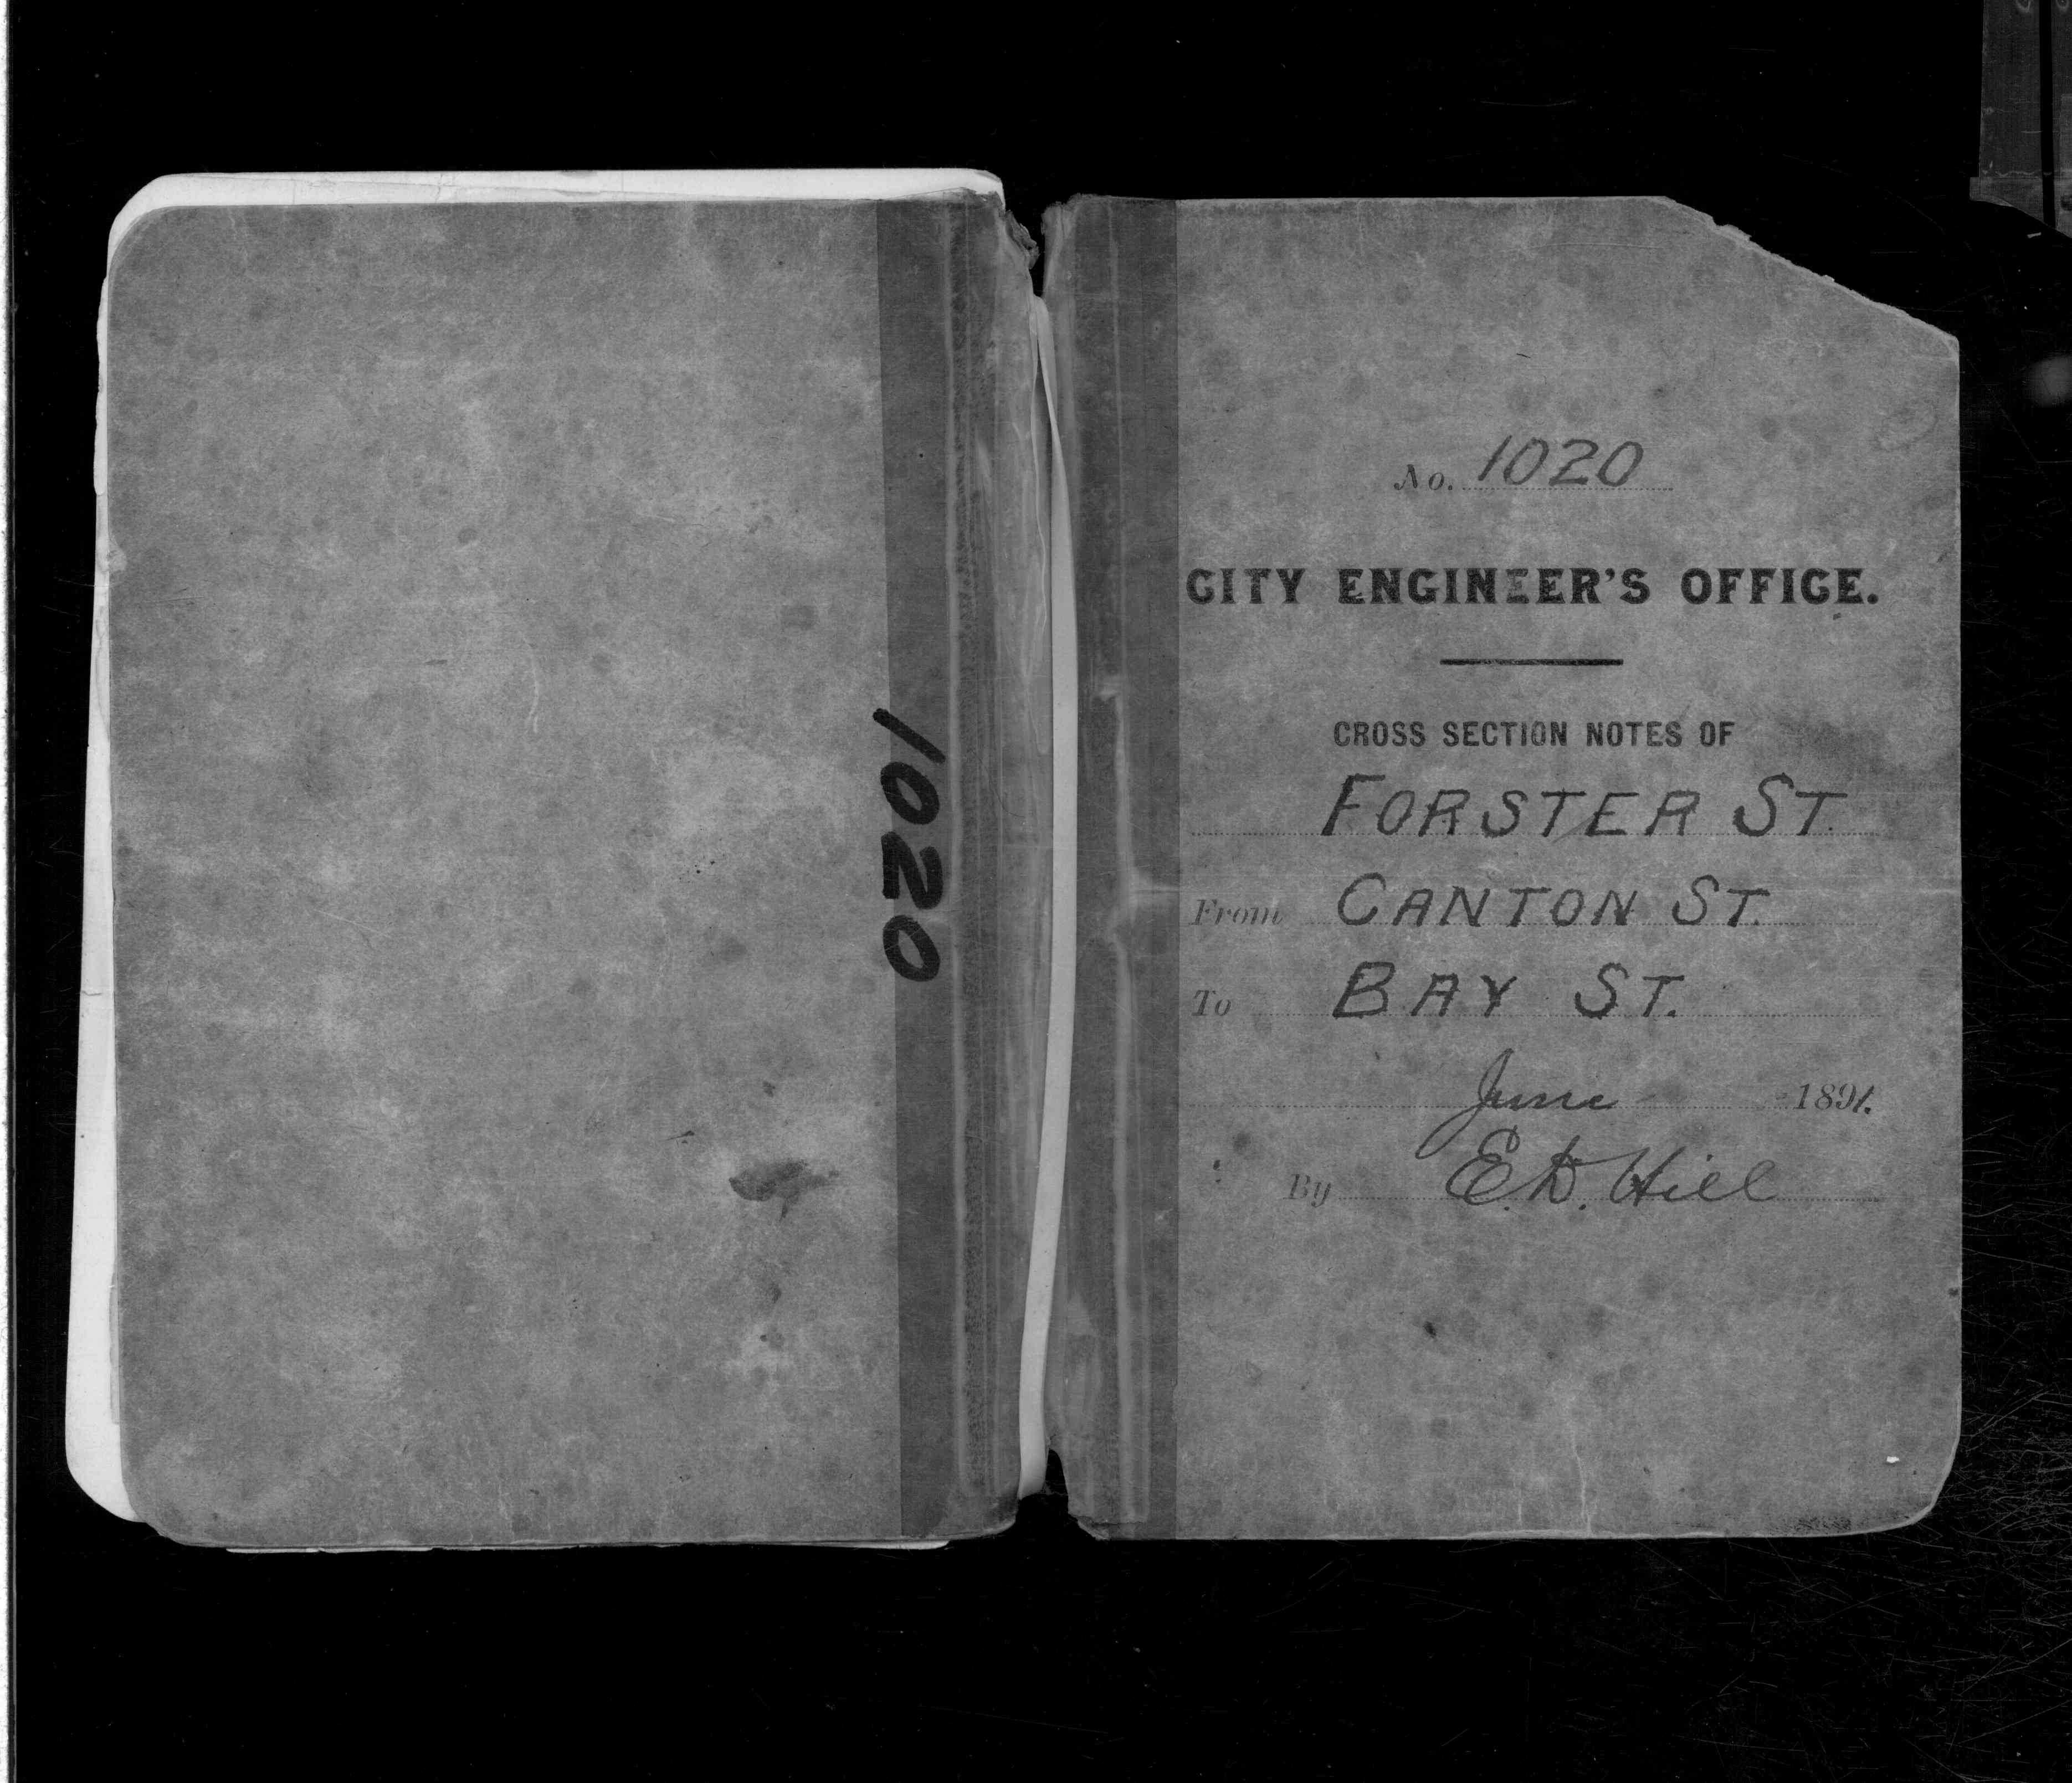 1020
No. 1020
CITY ENGINEER'S OFFICE.
CROSS SECTION NOTES OF
FORSTER ST.
From CANTON ST.
To BAY ST.
June 1891.
By E.D. Hill